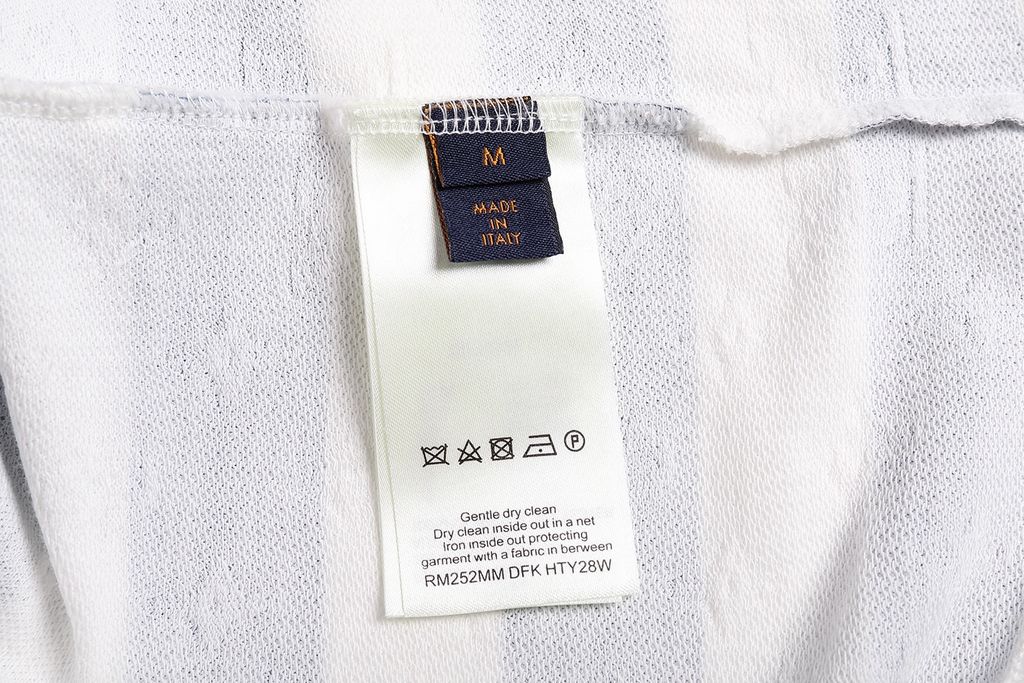 M
MADE
IN
ITALY
P
Gentle dry clean
Dry clean inside out in a net
Iron inside out protecting
garment with a fabric in berween
RM252MM DFK HTY28W